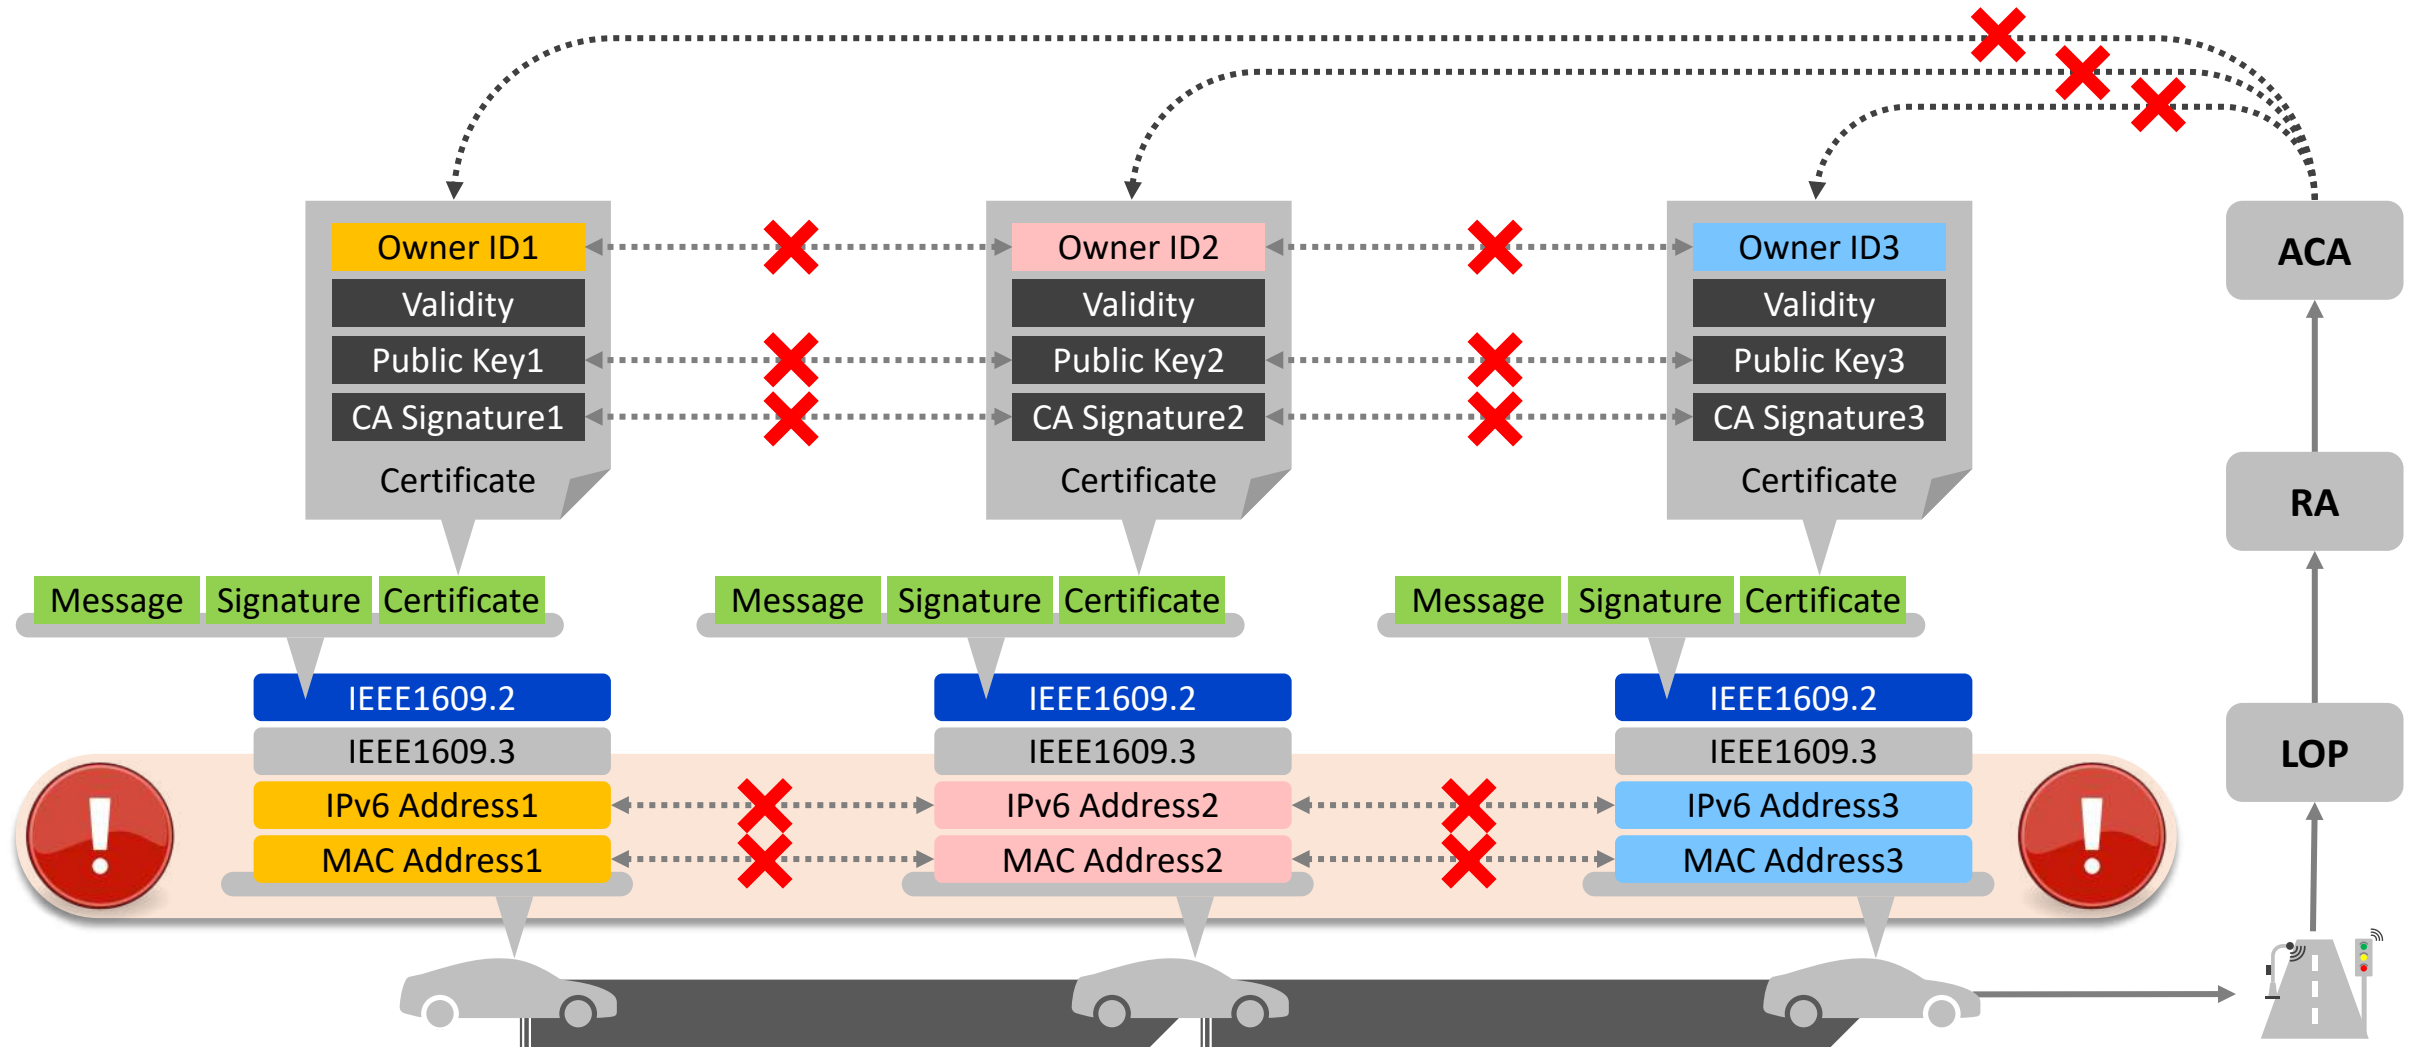 Owner ID1
Validity
Public Key1
CA Signature1
Certificate
Owner ID2
Validity
Public Key2
CA Signature2
Certificate
Owner ID3
Validity
Public Key3
CA Signature3
Certificate
ACA
RA
LOP
Message Signature Certificate
Message Signature Certificate
Message Signature Certificate
IEEE1609.2
IEEE1609.3
IPv6 Address1
MAC Address1
IEEE1609.2
IEEE1609.3
IPv6 Address2
MAC Address2
IEEE1609.2
IEEE1609.3
IPv6 Address3
MAC Address3